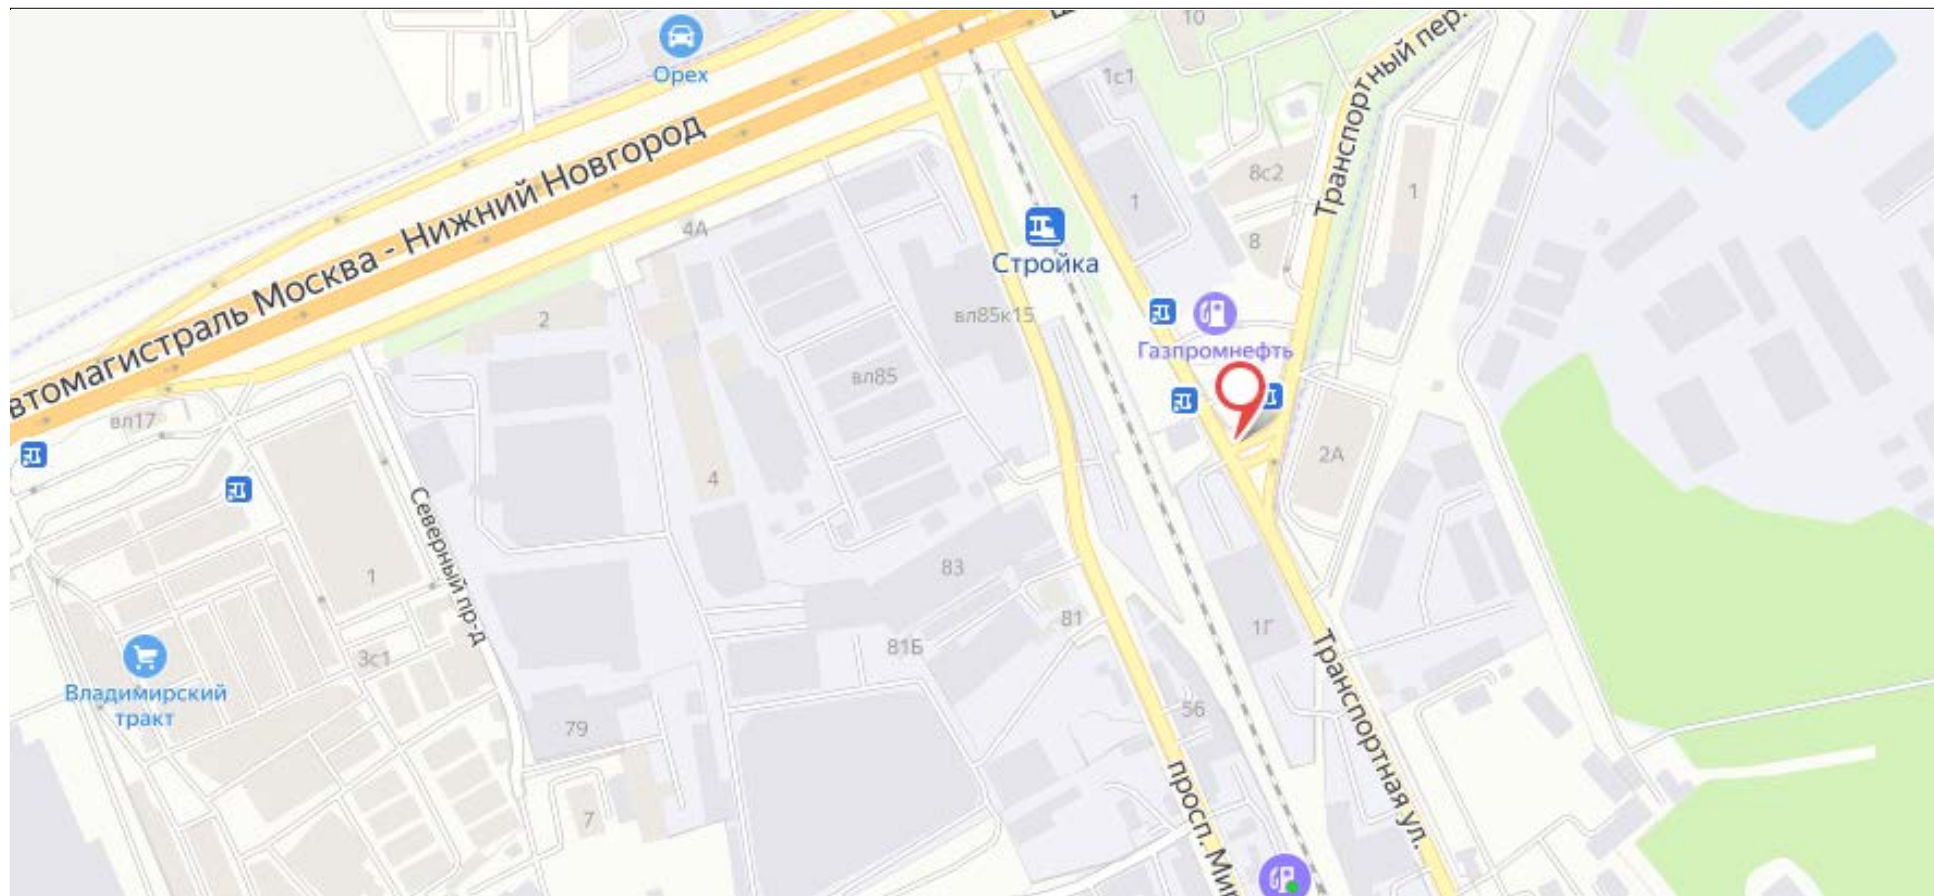 10
Орех
1с1
Транспортный пер.
втомагистраль Москва - Нижний Новгород
8с2
1
1
4А
8
Стройка
2
вл85к15
Газпромнефть
вл85
вл17
2А
4
Северный пр-д
1
83
81
1Г
81Б
3с1
Владимирский
тракт
56
79
Транспортная ул.
7
просп. Ми